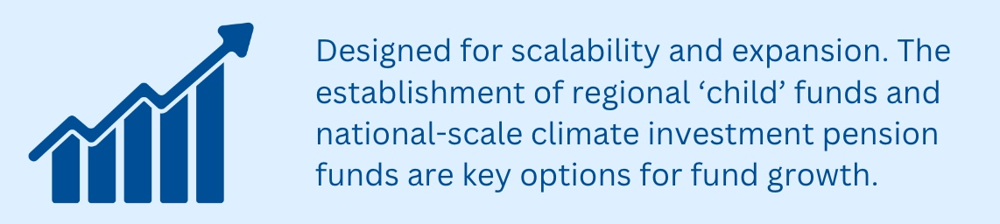 Designed for scalability and expansion. The
establishment of regional ‘child’ funds and
national-scale climate investment pension
funds are key options for fund growth.